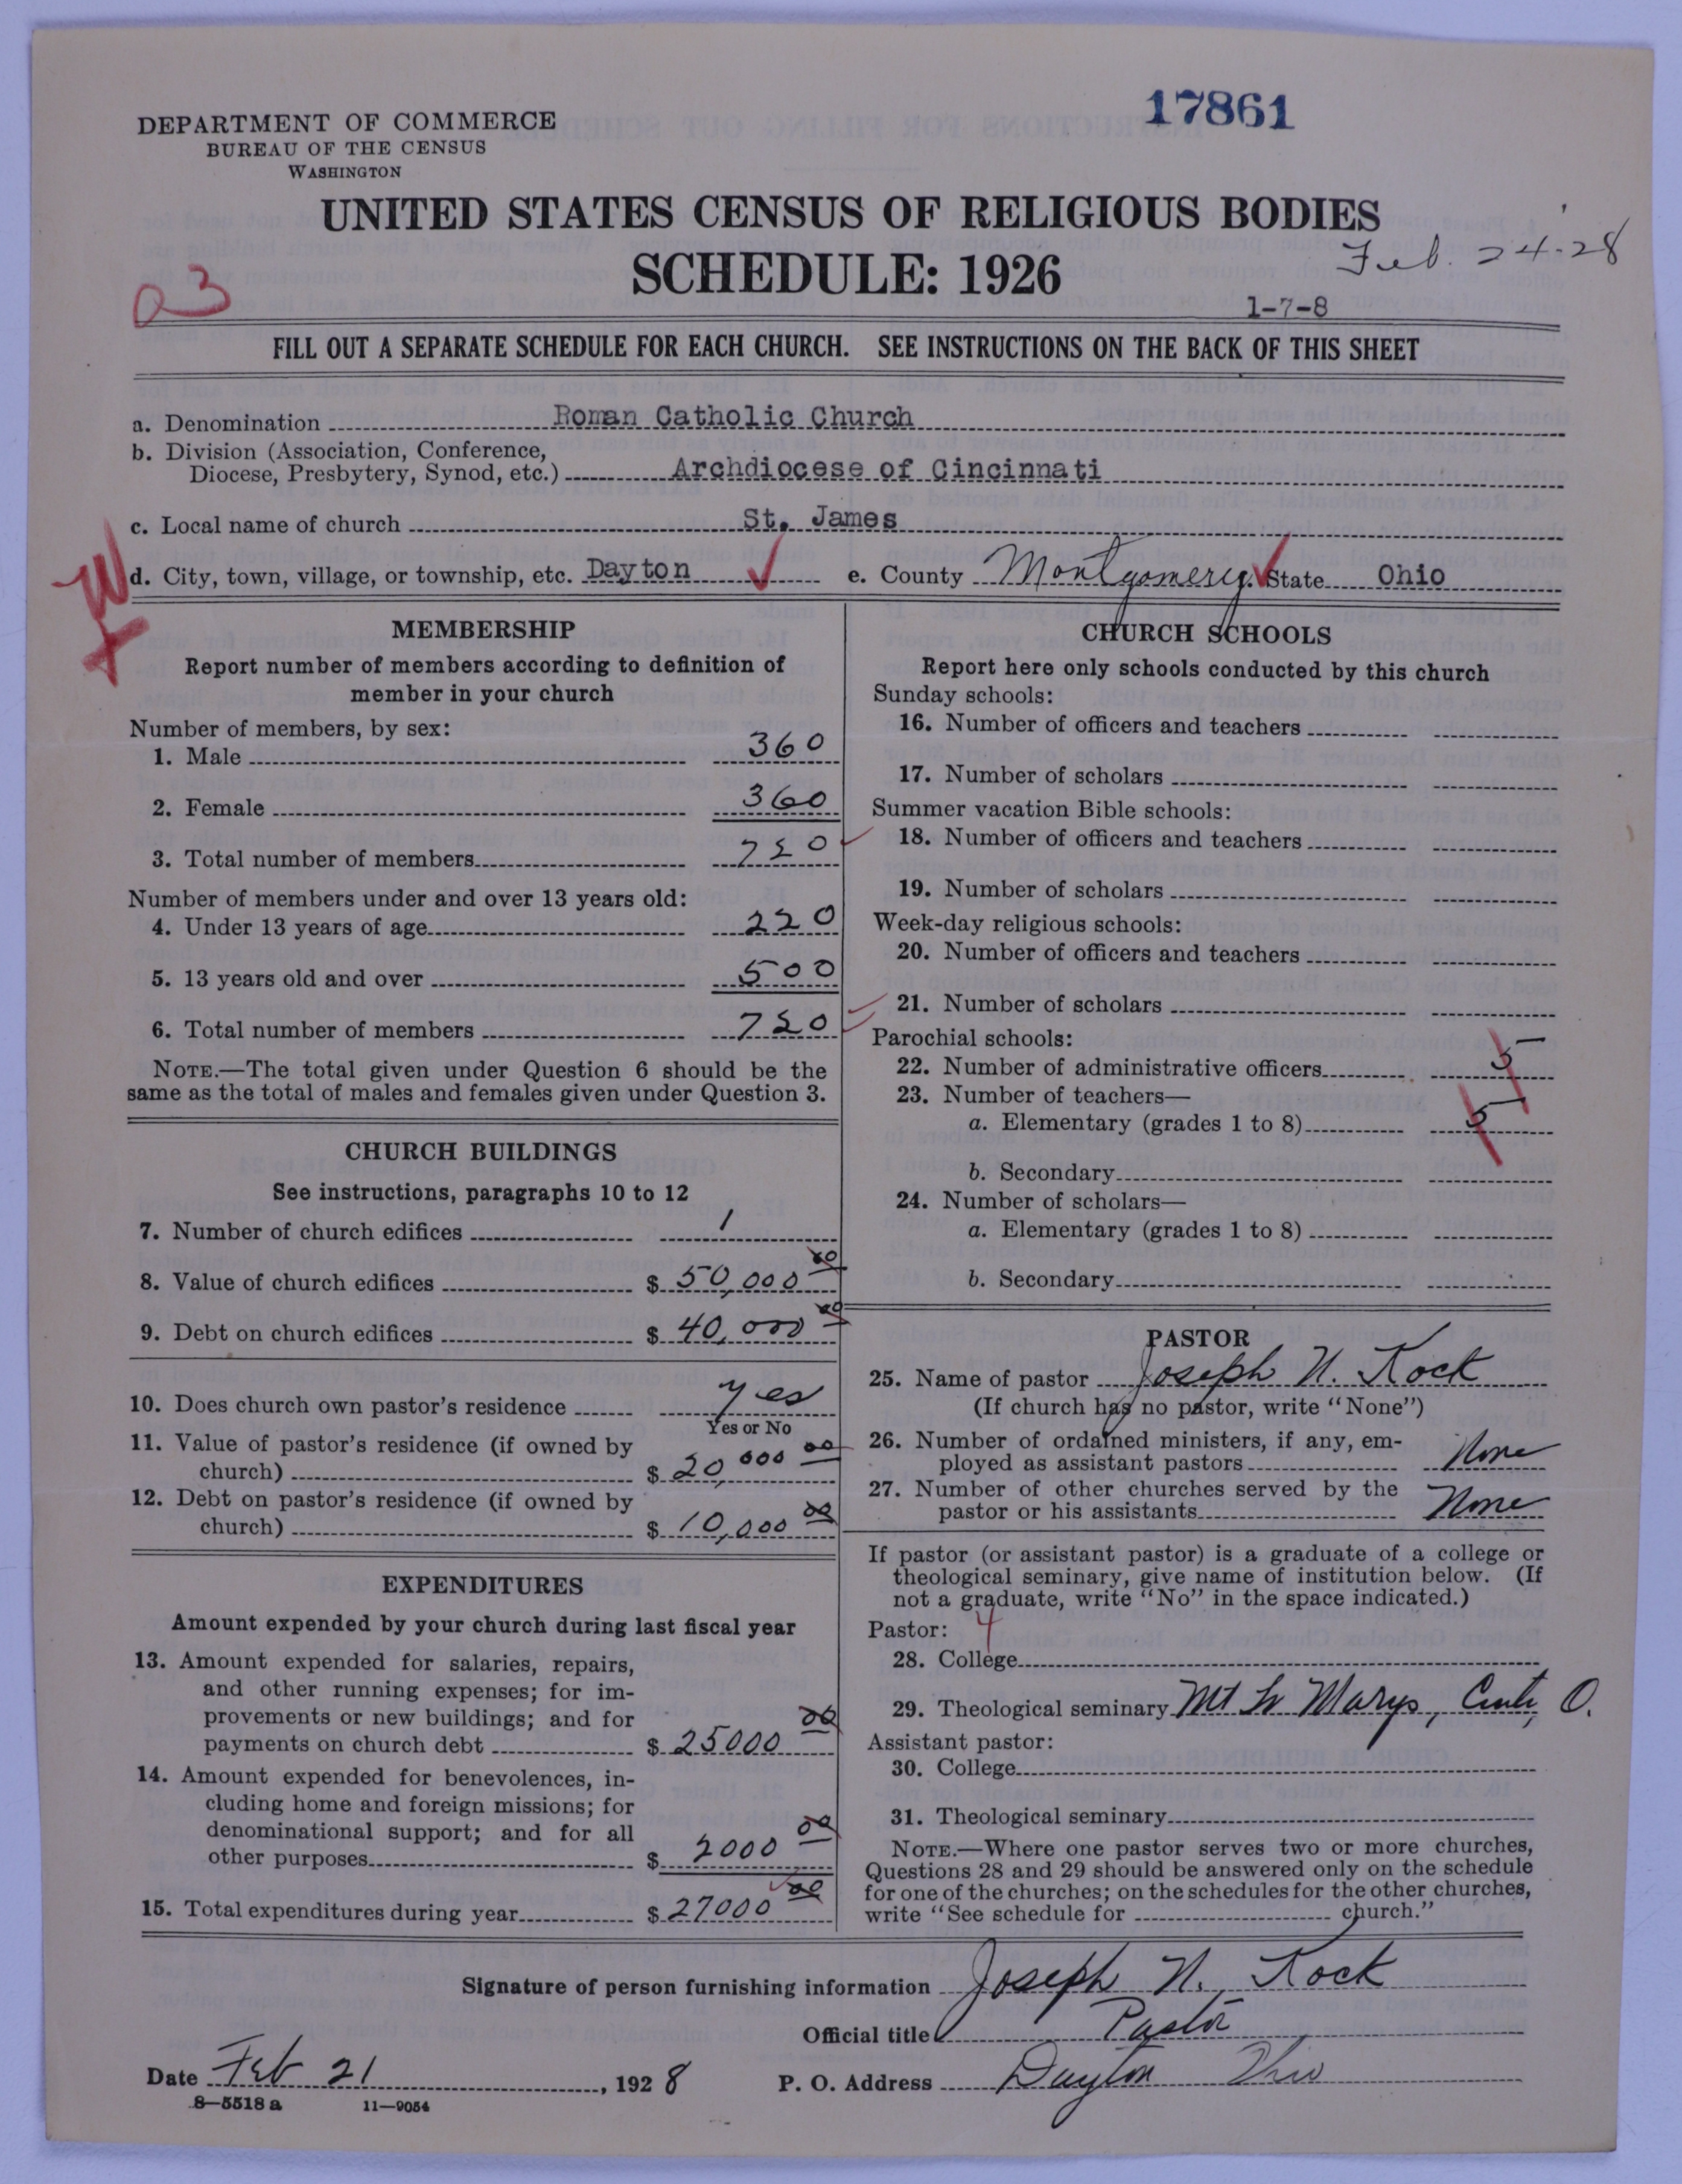 17861
DEPARTMENT OF COMMERCE
BUREAU OF THE CENSUS
WASHINGTON
UNITED STATES CENSUS OF RELIGIOUS BODIES
SCHEDULE: 1926
Feb. 24-28
03
1-7-8
FILL OUT A SEPARATE SCHEDULE FOR EACH CHURCH. SEE INSTRUCTIONS ON THE BACK OF THIS SHEET
a. Denomination Roman Catholic Church
b. Division (Association, Conference,
Diocese, Presbytery, Synod, etc.) Archdiocese of Cincinnati
c. Local name of church St. James
d. City, town, village, or township, etc. Dayton e. County Montgomery. State Ohio
MEMBERSHIP
Report number of members according to definition of
member in your church
Number of members, by sex:
1. Male 360
2. Female 360
3. Total number of members 720
Number of members under and over 13 years old:
4. Under 13 years of age 220
5. 13 years old and over 500
6. Total number of members 720
NOTE.—The total given under Question 6 should be the
same as the total of males and females given under Question 3.
CHURCH BUILDINGS
See instructions, paragraphs 10 to 12
7. Number of church edifices 1
8. Value of church edifices $ 50,000 00
9. Debt on church edifices $ 40,000 00
10. Does church own pastor's residence yes
Yes or No
11. Value of pastor's residence (if owned by
church) $ 20,000 00
12. Debt on pastor's residence (if owned by
church) $ 10,000 00
EXPENDITURES
Amount expended by your church during last fiscal year
13. Amount expended for salaries, repairs,
and other running expenses; for im-
provements or new buildings; and for
payments on church debt $ 25000 00
14. Amount expended for benevolences, in-
cluding home and foreign missions; for
denominational support; and for all
other purposes $ 2000 00
15. Total expenditures during year $ 27000 00
CHURCH SCHOOLS
Report here only schools conducted by this church
Sunday schools:
16. Number of officers and teachers
17. Number of scholars
Summer vacation Bible schools:
18. Number of officers and teachers
19. Number of scholars
Week-day religious schools:
20. Number of officers and teachers
21. Number of scholars
Parochial schools:
22. Number of administrative officers 5
23. Number of teachers—
a. Elementary (grades 1 to 8) 5
b. Secondary
24. Number of scholars—
a. Elementary (grades 1 to 8)
b. Secondary
PASTOR
25. Name of pastor Joseph N. Kock
(If church has no pastor, write "None")
26. Number of ordained ministers, if any, em-
ployed as assistant pastors None
27. Number of other churches served by the
pastor or his assistants None
If pastor (or assistant pastor) is a graduate of a college or
theological seminary, give name of institution below. (If
not a graduate, write "No" in the space indicated.)
Pastor: 4
28. College
29. Theological seminary Mt St Marys, Cinti, O.
Assistant pastor:
30. College
31. Theological seminary
NOTE.—Where one pastor serves two or more churches,
Questions 28 and 29 should be answered only on the schedule
for one of the churches; on the schedules for the other churches,
write "See schedule for church."
Signature of person furnishing information Joseph N. Kock
Official title Pastor
Date Feb 21, 1928 P. O. Address Dayton Ohio
8—5518 a 11—9054